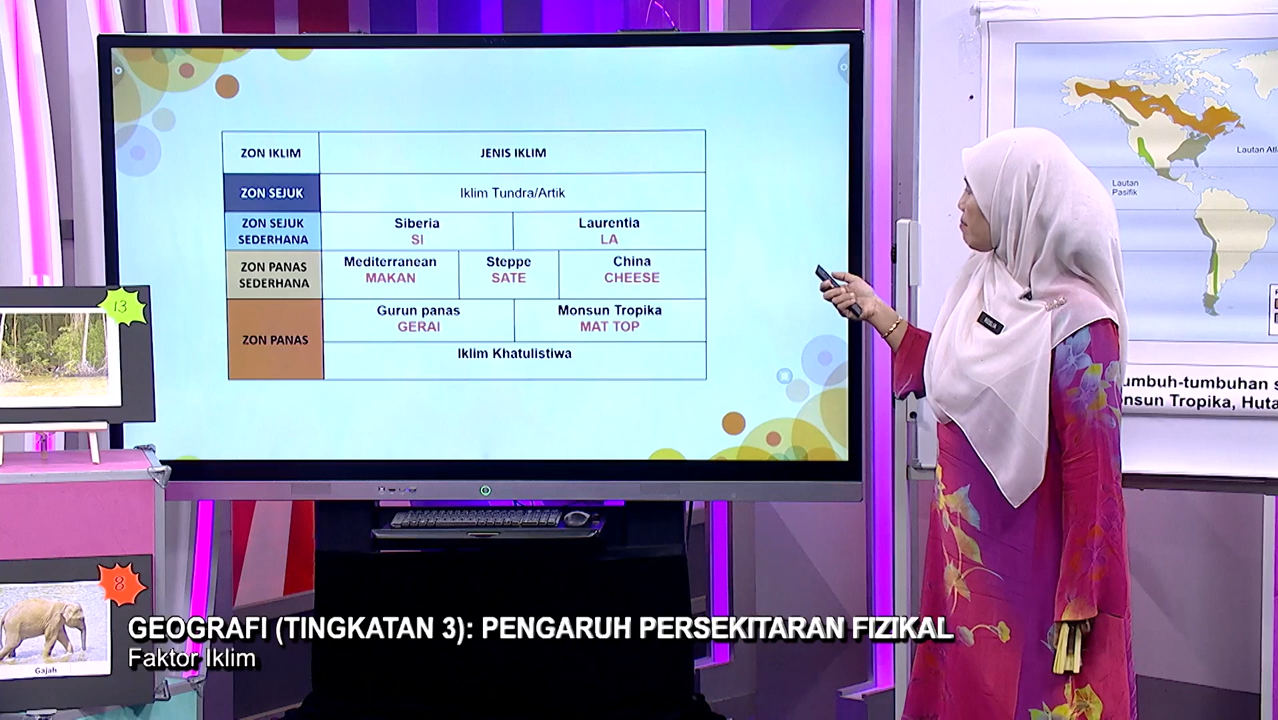 ZON IKLIM
JENIS IKLIM
ZON SEJUK
Iklim Tundra/Artik
ZON SEJUK
SEDERHANA
Siberia
SI
Laurentia
LA
ZON PANAS
SEDERHANA
Mediterranean
MAKAN
Steppe
SATE
China
CHEESE
ZON PANAS
Gurun panas
GERAI
Monsun Tropika
MAT TOP
Iklim Khatulistiwa
Lautan Atl
Lautan
Pasifik
umbuh-tumbuhan s
onsun Tropika, Huta
13
8
Gajah
GEOGRAFI (TINGKATAN 3): PENGARUH PERSEKITARAN FIZIKAL
Faktor Iklim